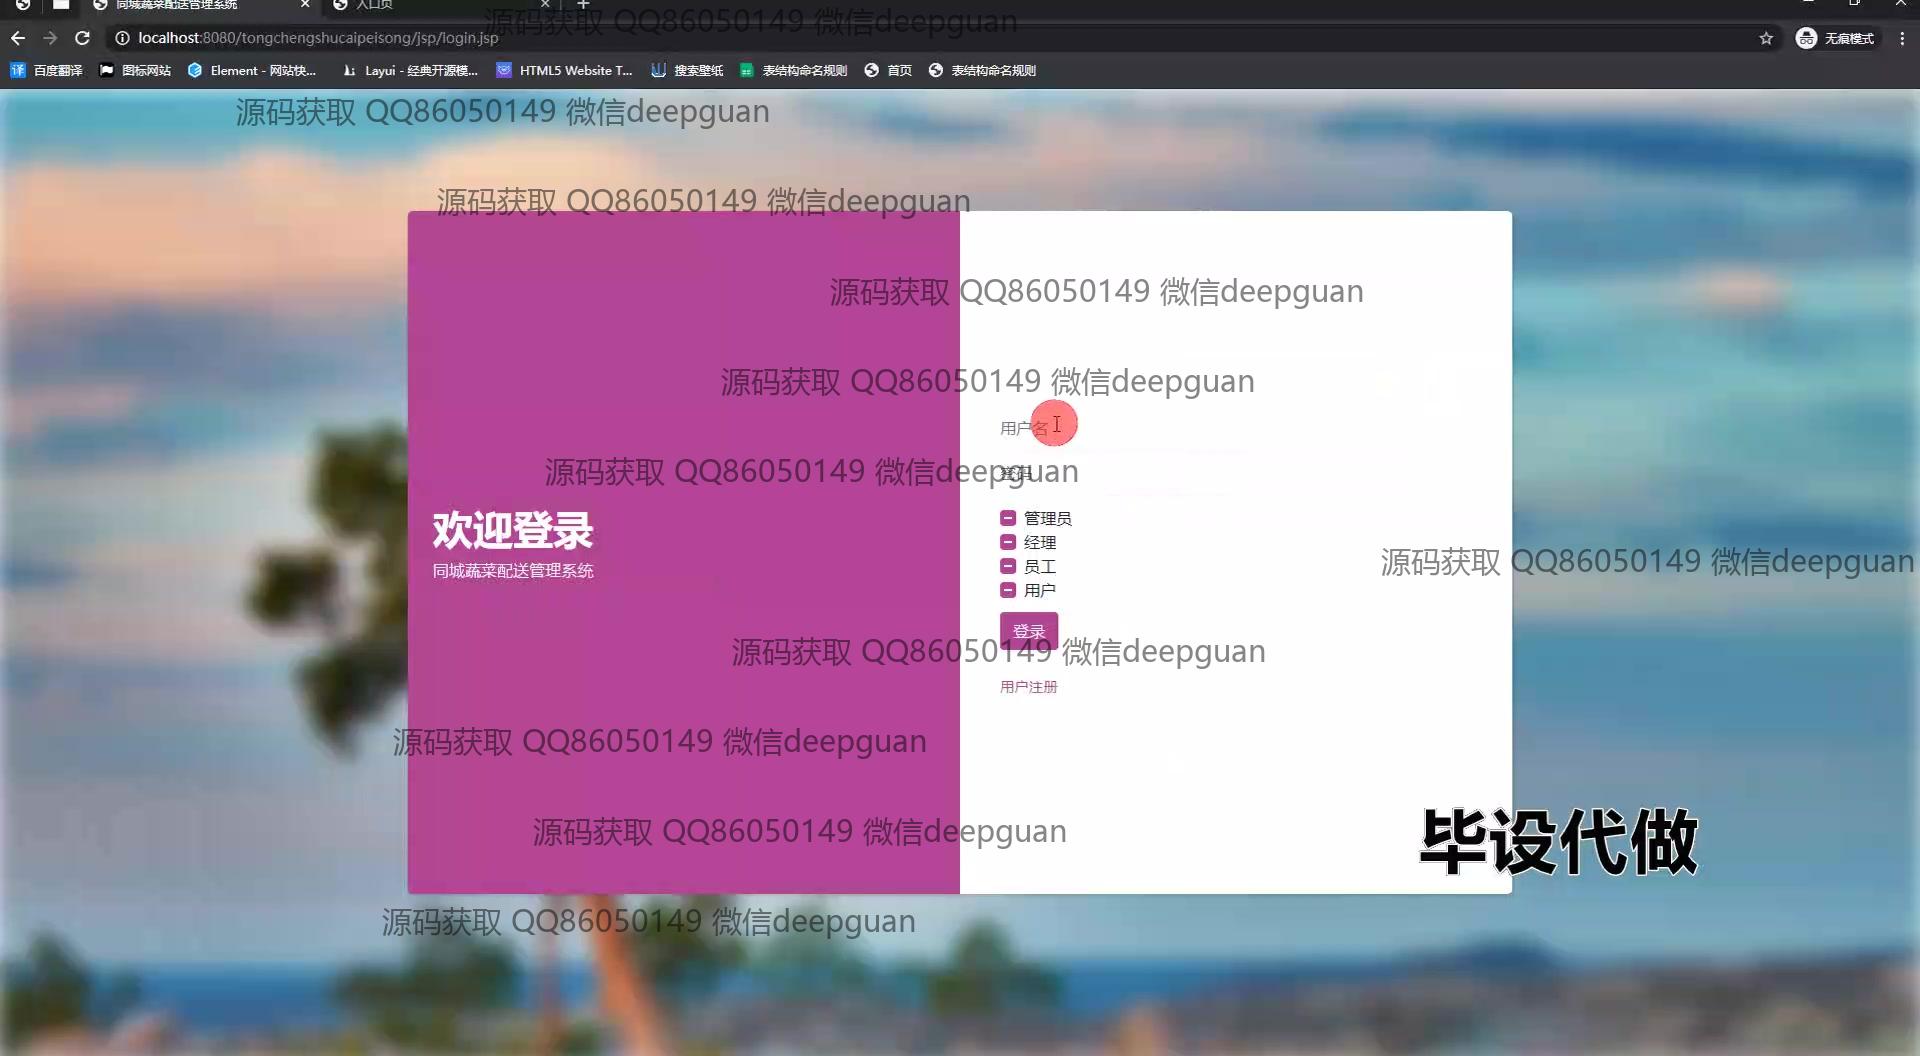 同城蔬菜配送管理系统
入口页
源码获取 QQ86050149 微信deepguan
localhost:8080/tongchengshucaipeisong/jsp/login.jsp
无痕模式
百度翻译
图标网站
Element - 网站快...
Layui - 经典开源模...
HTML5 Website T...
搜索壁纸
表结构命名规则
首页
表结构命名规则
源码获取 QQ86050149 微信deepguan
源码获取 QQ86050149 微信deepguan
源码获取 QQ86050149 微信deepguan
源码获取 QQ86050149 微信deepguan
用户名
源码获取 QQ86050149 微信deepguan
密码
欢迎登录
同城蔬菜配送管理系统
管理员
经理
员工
用户
源码获取 QQ86050149 微信deepguan
登录
源码获取 QQ86050149 微信deepguan
用户注册
源码获取 QQ86050149 微信deepguan
源码获取 QQ86050149 微信deepguan
毕设代做
源码获取 QQ86050149 微信deepguan